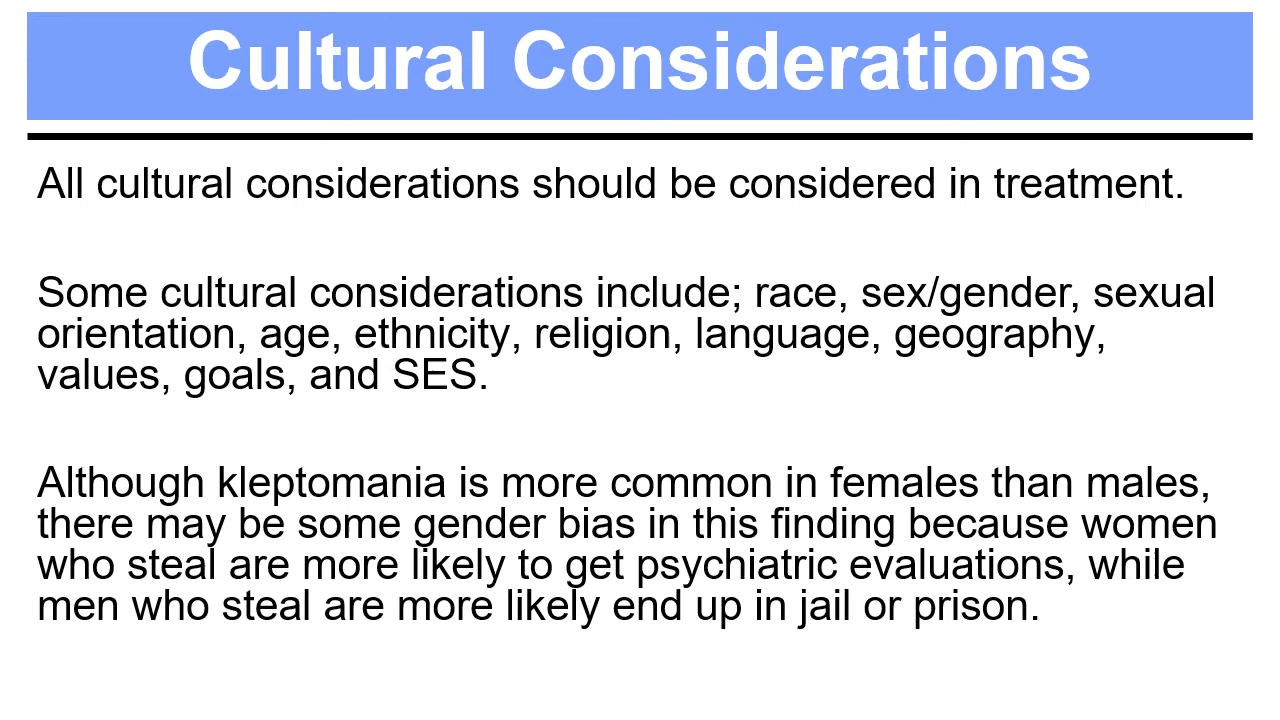 Cultural Considerations
All cultural considerations should be considered in treatment.
Some cultural considerations include; race, sex/gender, sexual
orientation, age, ethnicity, religion, language, geography,
values, goals, and SES.
Although kleptomania is more common in females than males,
there may be some gender bias in this finding because women
who steal are more likely to get psychiatric evaluations, while
men who steal are more likely end up in jail or prison.